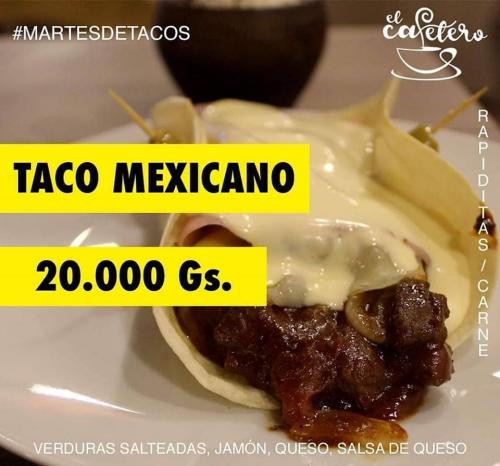 #MARTESDETACOS
el
cafetero
TACO MEXICANO
20.000 Gs.
RAPIDITAS / CARNE
VERDURAS SALTEADAS, JAMÓN, QUESO, SALSA DE QUESO